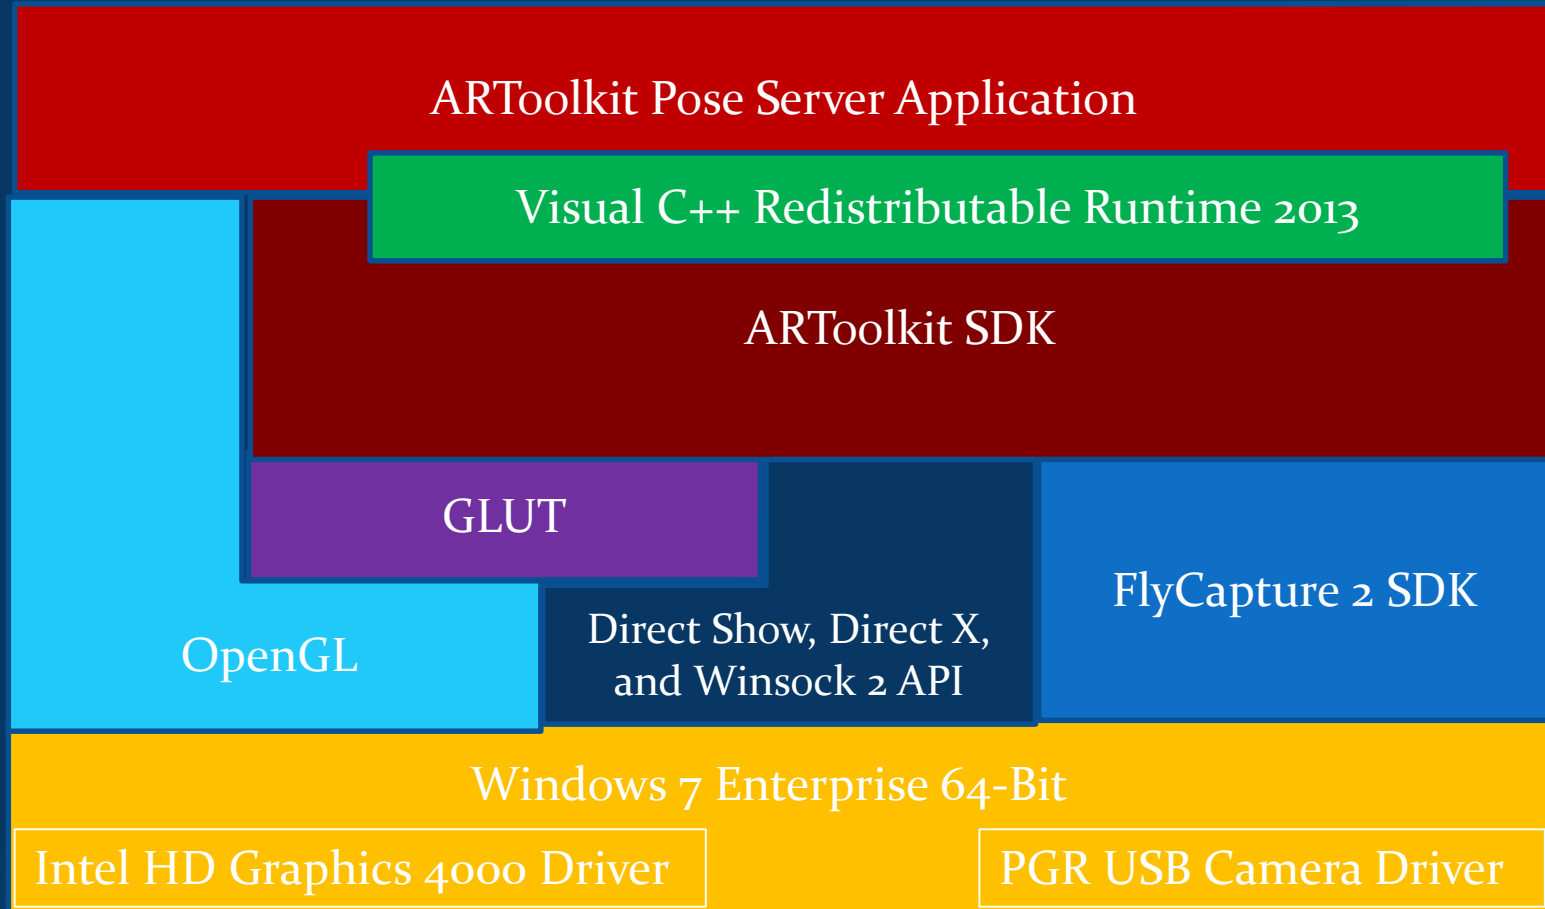 ARToolkit Pose Server Application
Visual C++ Redistributable Runtime 2013
ARToolkit SDK
GLUT
FlyCapture 2 SDK
OpenGL
Direct Show, Direct X,
and Winsock 2 API
Windows 7 Enterprise 64-Bit
Intel HD Graphics 4000 Driver
PGR USB Camera Driver